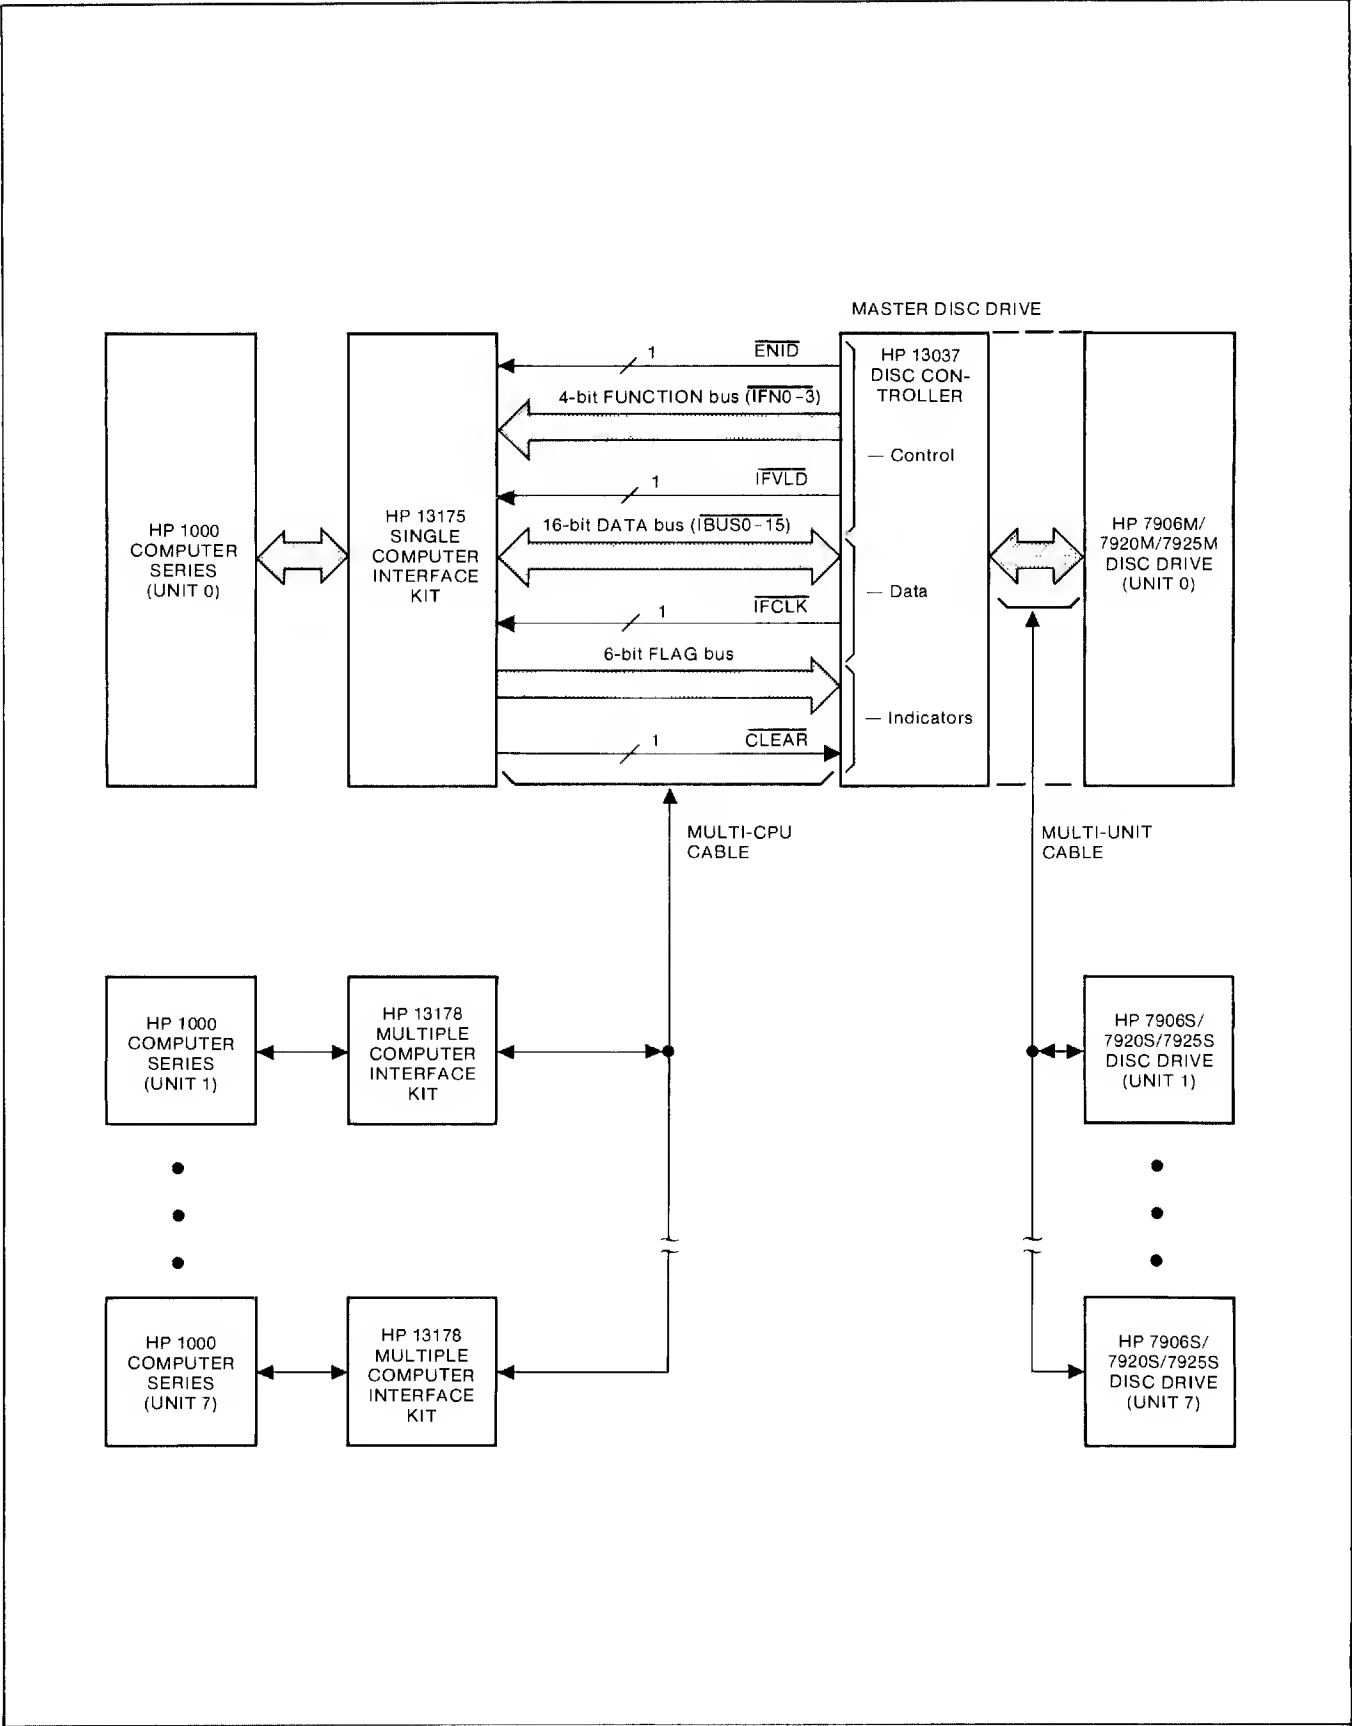 MASTER DISC DRIVE
HP 1000
COMPUTER
SERIES
(UNIT 0)
HP 13175
SINGLE
COMPUTER
INTERFACE
KIT
1 ENID
4-bit FUNCTION bus (IFN0-3)
1 IFVLD
16-bit DATA bus (IBUS0-15)
1 IFCLK
6-bit FLAG bus
1 CLEAR
HP 13037
DISC CON-
TROLLER
— Control
— Data
— Indicators
HP 7906M/
7920M/7925M
DISC DRIVE
(UNIT 0)
MULTI-CPU
CABLE
MULTI-UNIT
CABLE
HP 1000
COMPUTER
SERIES
(UNIT 1)
HP 13178
MULTIPLE
COMPUTER
INTERFACE
KIT
HP 7906S/
7920S/7925S
DISC DRIVE
(UNIT 1)
HP 1000
COMPUTER
SERIES
(UNIT 7)
HP 13178
MULTIPLE
COMPUTER
INTERFACE
KIT
HP 7906S/
7920S/7925S
DISC DRIVE
(UNIT 7)